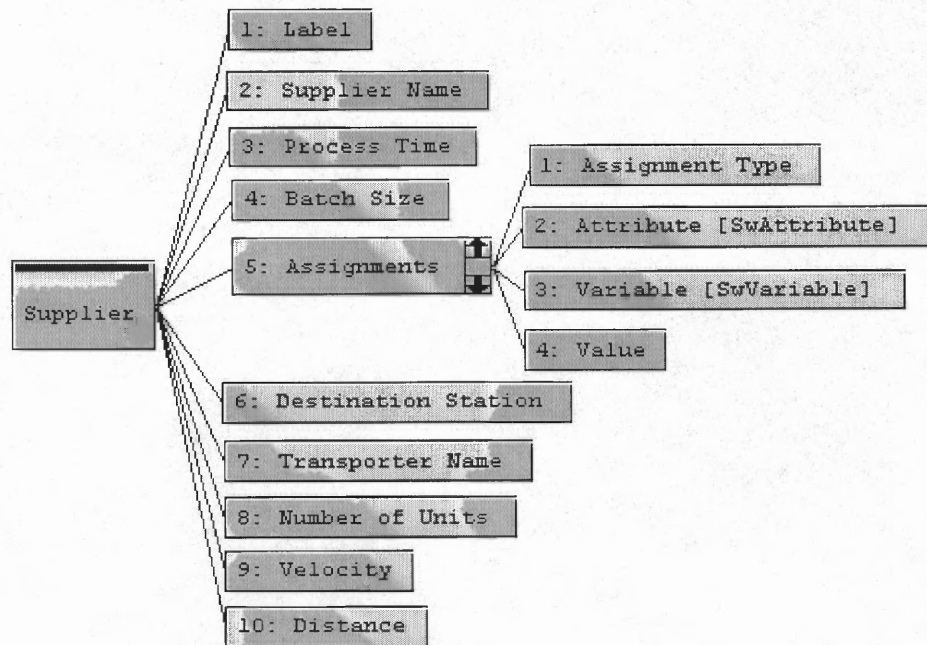 1: Label
2: Supplier Name
3: Process Time
4: Batch Size
5: Assignments
1: Assignment Type
2: Attribute [SwAttribute]
3: Variable [SwVariable]
4: Value
Supplier
6: Destination Station
7: Transporter Name
8: Number of Units
9: Velocity
10: Distance